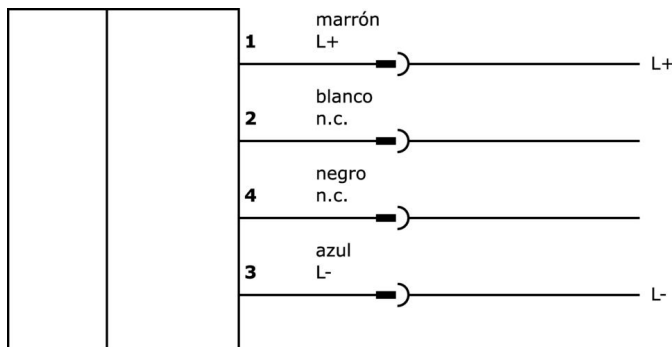 marrón
1 L+
L+
blanco
2 n.c.
negro
4 n.c.
azul
3 L-
L-